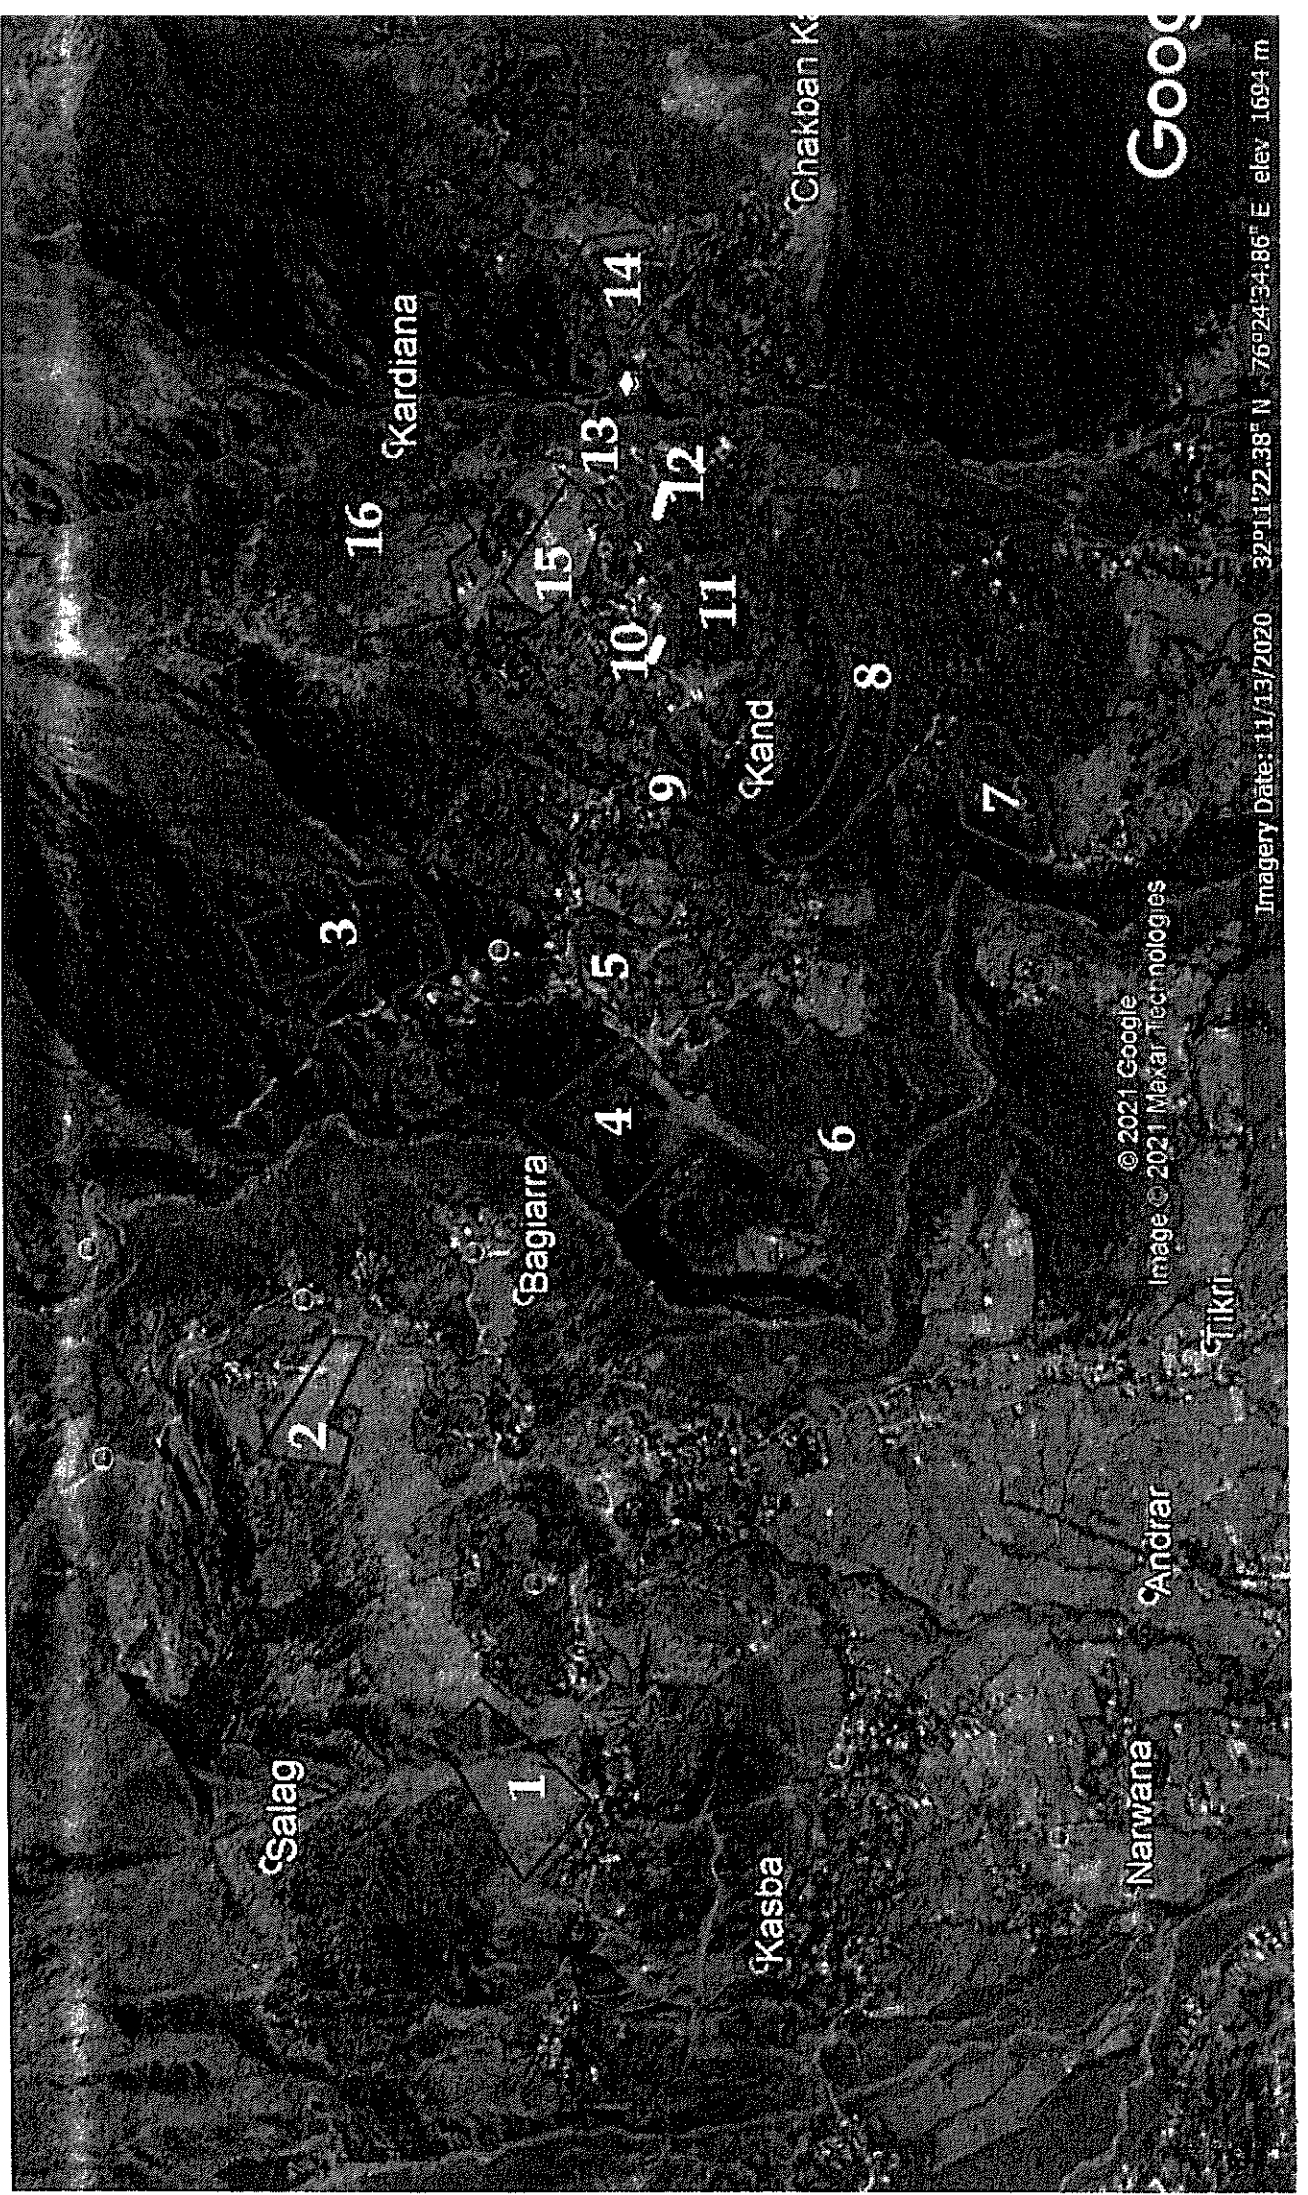 Salag
Kasba
Narwana
1
2
Andrar
Tikri
Bagiarra
3
4
5
6
7
8
9
Kand
10
11
12
13
14
15
16
Kardiana
Chakban Ka
© 2021 Google
Image © 2021 Maxar Technologies
Goog
Imagery Date: 11/13/2020 32°11'22.38" N 76°24'34.86" E elev 1694 m